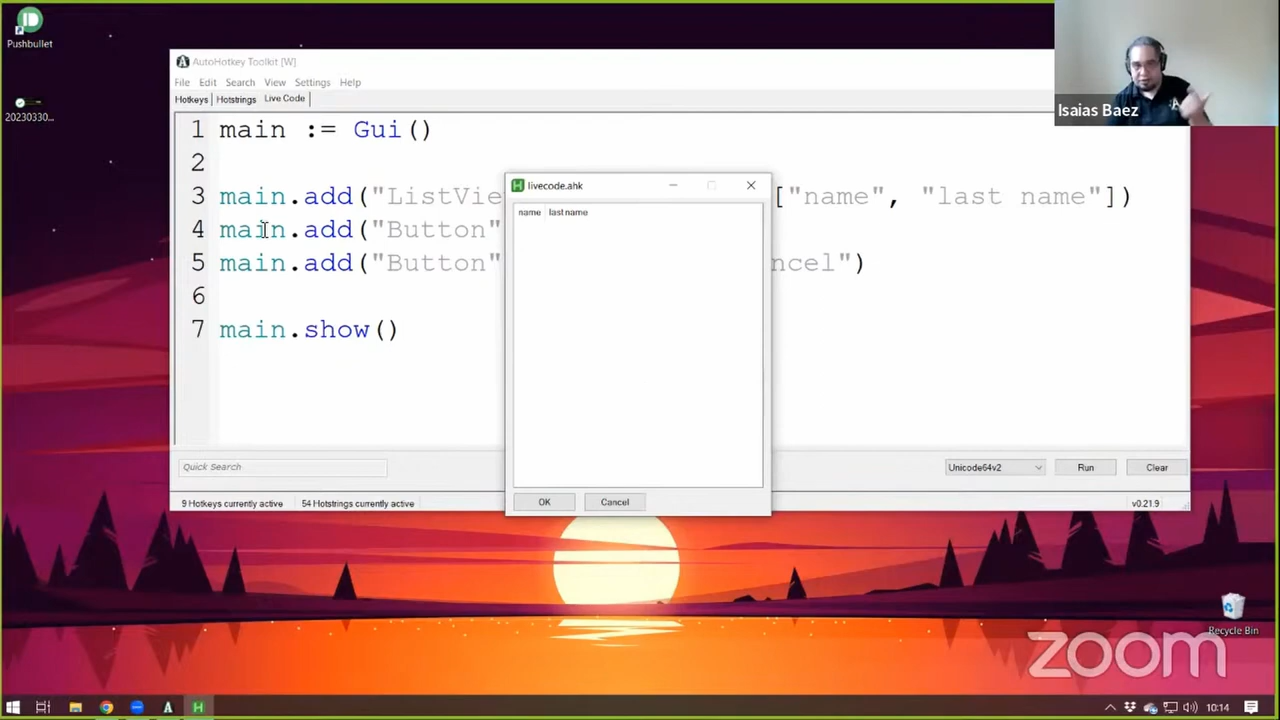 Pushbullet
20230330...
AutoHotkey Toolkit [W]
File Edit Search View Settings Help
Hotkeys Hotstrings Live Code
Isaias Baez
1 main := Gui()
2
3 main.add("ListVie ["name", "last name"])
4 main.add("Button"
5 main.add("Button" ncel")
6
7 main.show()
livecode.ahk
name last name
OK Cancel
Quick Search
Unicode64v2 Run Clear
9 Hotkeys currently active 54 Hotstrings currently active v0.21.9
Recycle Bin
zoom
10:14